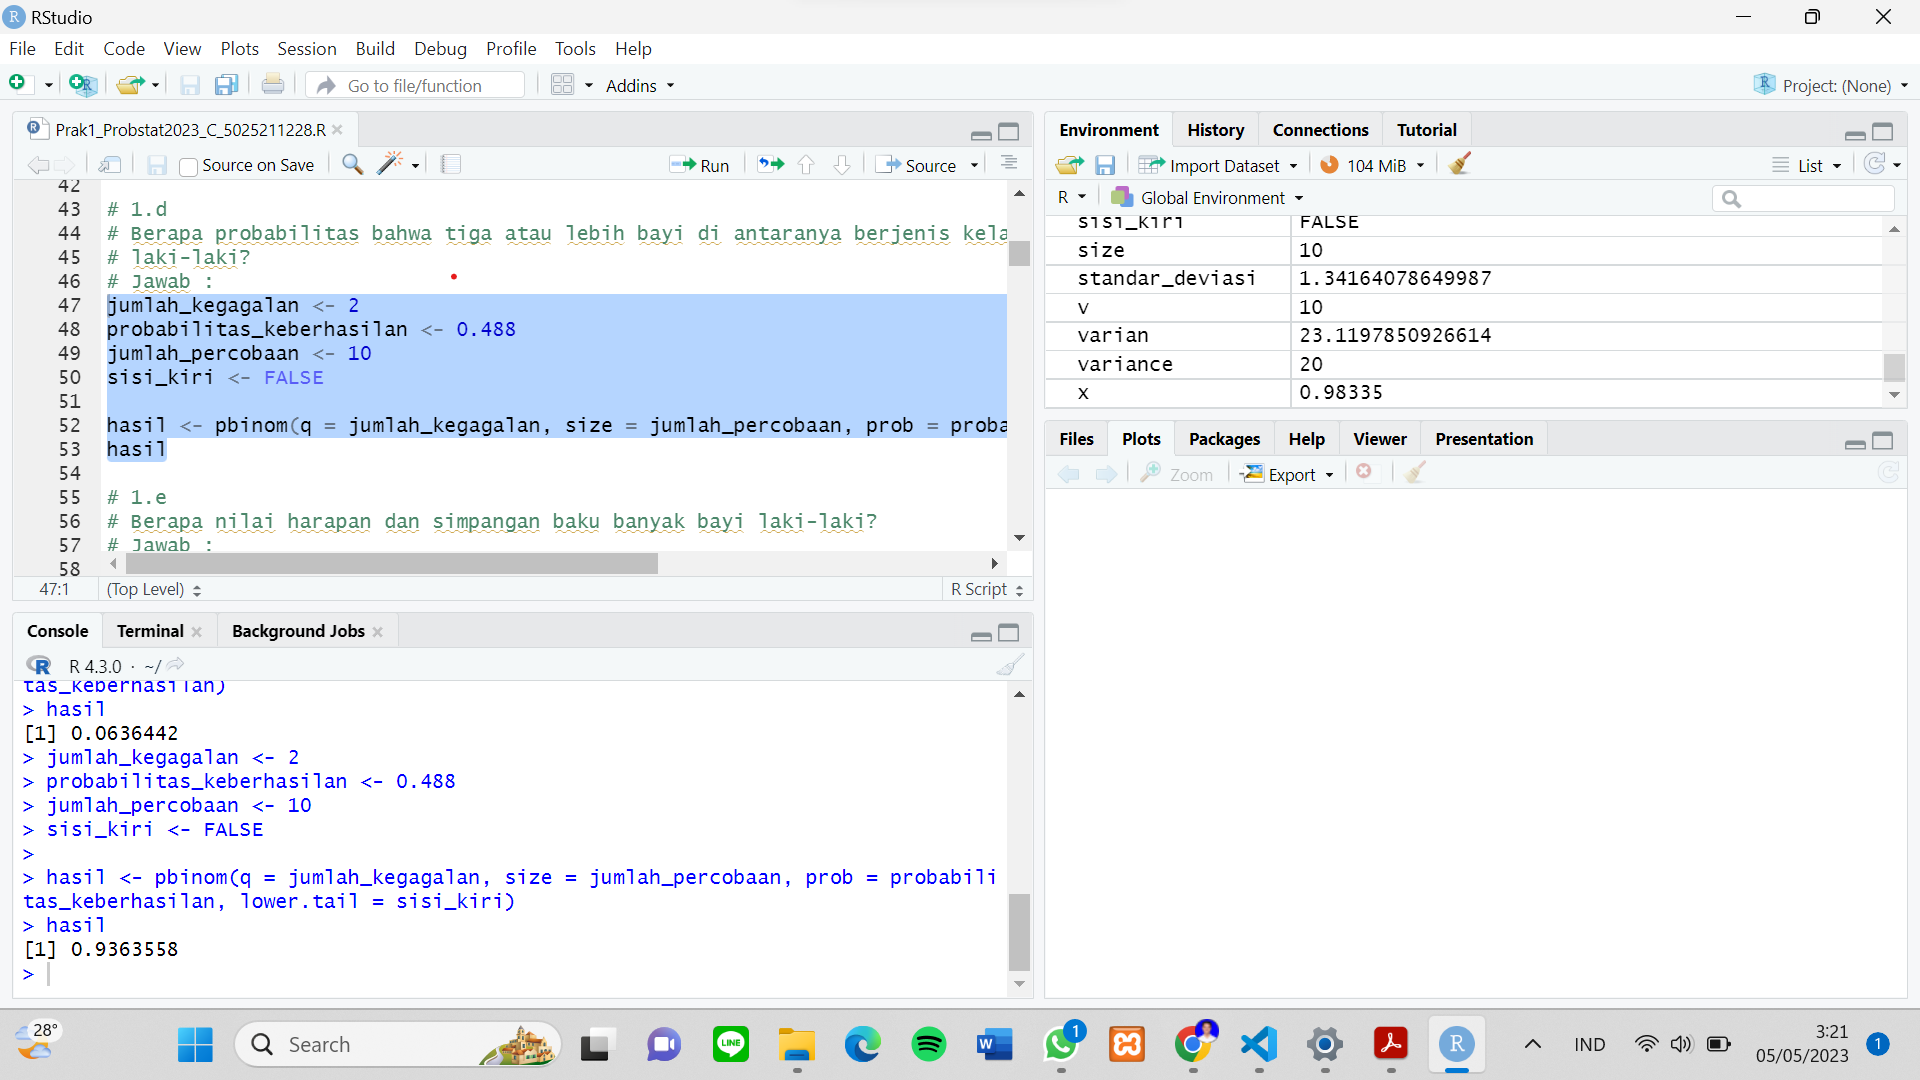 RStudio
File Edit Code View Plots Session Build Debug Profile Tools Help
Go to file/function Addins Project: (None)
Prak1_Probstat2023_C_5025211228.R
Source on Save Run Source
42
43 # 1.d
44 # Berapa probabilitas bahwa tiga atau lebih bayi di antaranya berjenis kela
45 # laki-laki?
46 # Jawab :
47 jumlah_kegagalan <- 2
48 probabilitas_keberhasilan <- 0.488
49 jumlah_percobaan <- 10
50 sisi_kiri <- FALSE
51
52 hasil <- pbinom(q = jumlah_kegagalan, size = jumlah_percobaan, prob = proba
53 hasil
54
55 # 1.e
56 # Berapa nilai harapan dan simpangan baku banyak bayi laki-laki?
57 # Jawab :
58
47:1 (Top Level) R Script
Console Terminal Background Jobs
R 4.3.0 · ~/
tas_keberhasilan)
> hasil
[1] 0.0636442
> jumlah_kegagalan <- 2
> probabilitas_keberhasilan <- 0.488
> jumlah_percobaan <- 10
> sisi_kiri <- FALSE
>
> hasil <- pbinom(q = jumlah_kegagalan, size = jumlah_percobaan, prob = probabili
tas_keberhasilan, lower.tail = sisi_kiri)
> hasil
[1] 0.9363558
>
Environment History Connections Tutorial
Import Dataset 104 MiB List
R Global Environment
sisi_kiri FALSE
size 10
standar_deviasi 1.34164078649987
v 10
varian 23.1197850926614
variance 20
x 0.98335
Files Plots Packages Help Viewer Presentation
Zoom Export
28° Search LINE W 1 R IND 3:21
05/05/2023 1